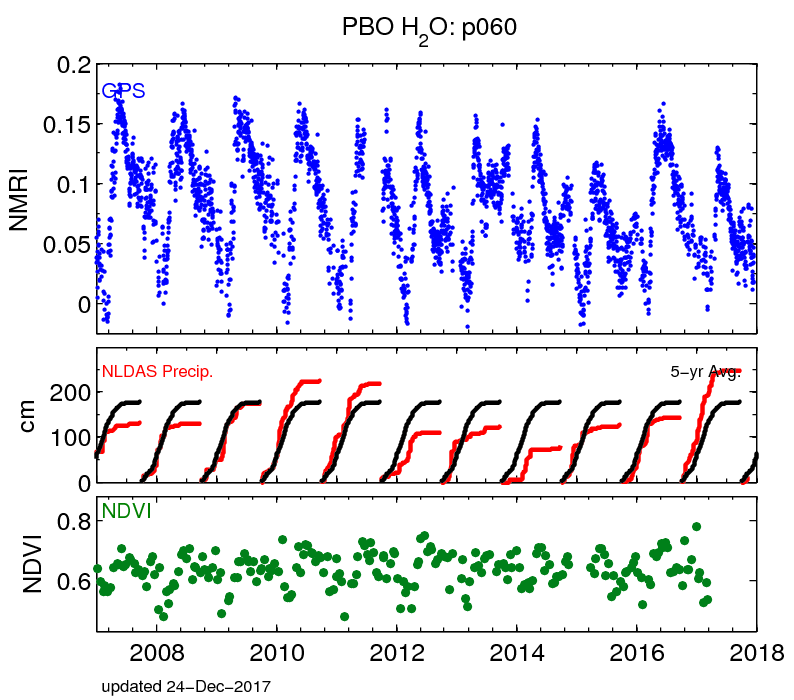 PBO H2O: p060
0.2
GPS
0.15
0.1
0.05
0
NMRI
NLDAS Precip.
5−yr Avg.
200
100
0
cm
NDVI
0.8
0.6
NDVI
2008 2010 2012 2014 2016 2018
updated 24−Dec−2017